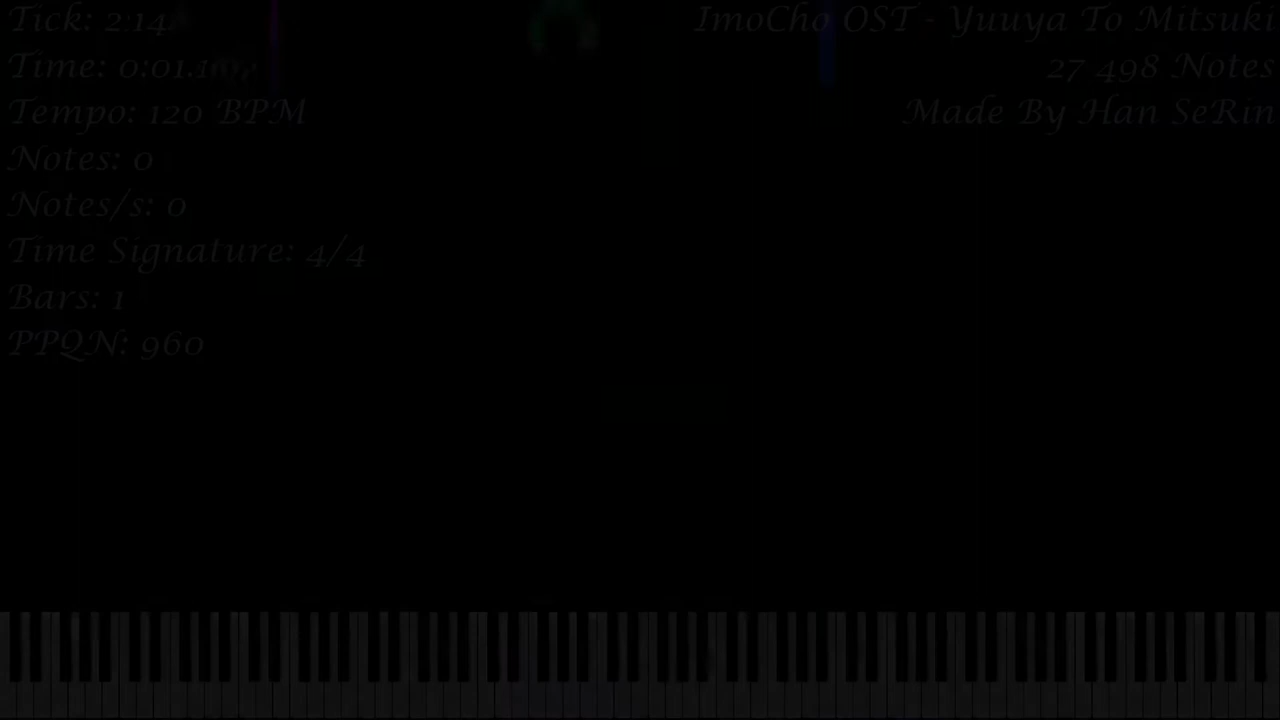 Tick: 2:14
ImoCho OST - Yuuya To Mitsuki
Time: 0:01.
27 498 Notes
Tempo: 120 BPM
Made By Han SeRin
Notes: 0
Notes/s: 0
Time Signature: 4/4
Bars: 1
PPQN: 960